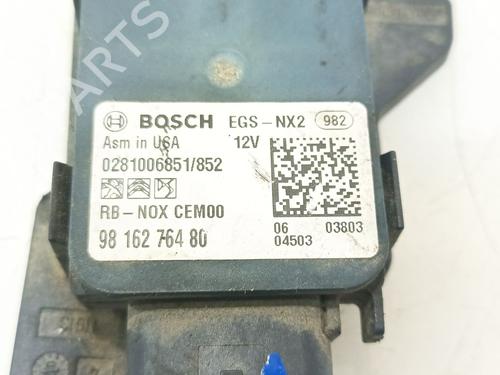 PARTS
BOSCH EGS-NX2 982
Asm in USA 12V
0281006851/852
RB-NOX CEM00
98 162 764 80
06 03803
04503